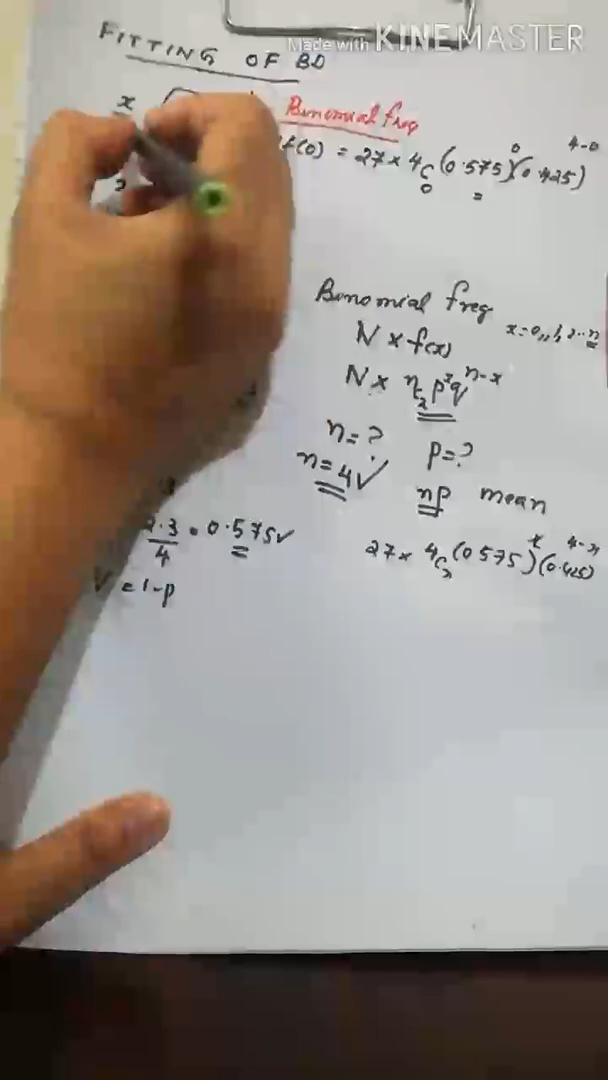 FITTING OF BD
Made with KINEMASTER
x
Binomial freq
f(0) = 27 × 4C0 (0.575)^0 (0.425)^4-0
2
Binomial freq
N × f(x) x=0,1,2..n
N × nCx p^x q^n-x
n=? p=?
n=4✓ np mean
2.3/4 = 0.575✓
27 × 4Cx (0.575)^x (0.425)^4-x
= 1-p